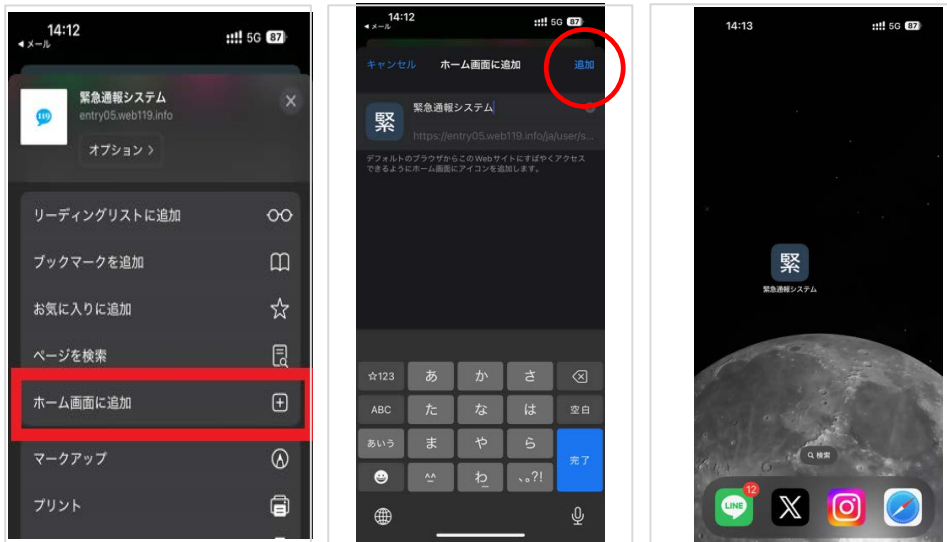 14:12
◀ メール
5G 87
119
緊急通報システム
entry05.web119.info
オプション >
リーディングリストに追加
ブックマークを追加
お気に入りに追加
ページを検索
ホーム画面に追加
マークアップ
プリント
14:12
◀ メール
5G 87
キャンセル
ホーム画面に追加
追加
緊
緊急通報システム
https://entry05.web119.info/ja/user/s...
デフォルトのブラウザからこのWebサイトにすばやくアクセス
できるようにホーム画面にアイコンを追加します。
☆123 あ か さ
ABC た な は 空白
あいう ま や ら
完了
^^ わ 、。?!
14:13
5G 87
緊
緊急通報システム
検索
12
LINE
X